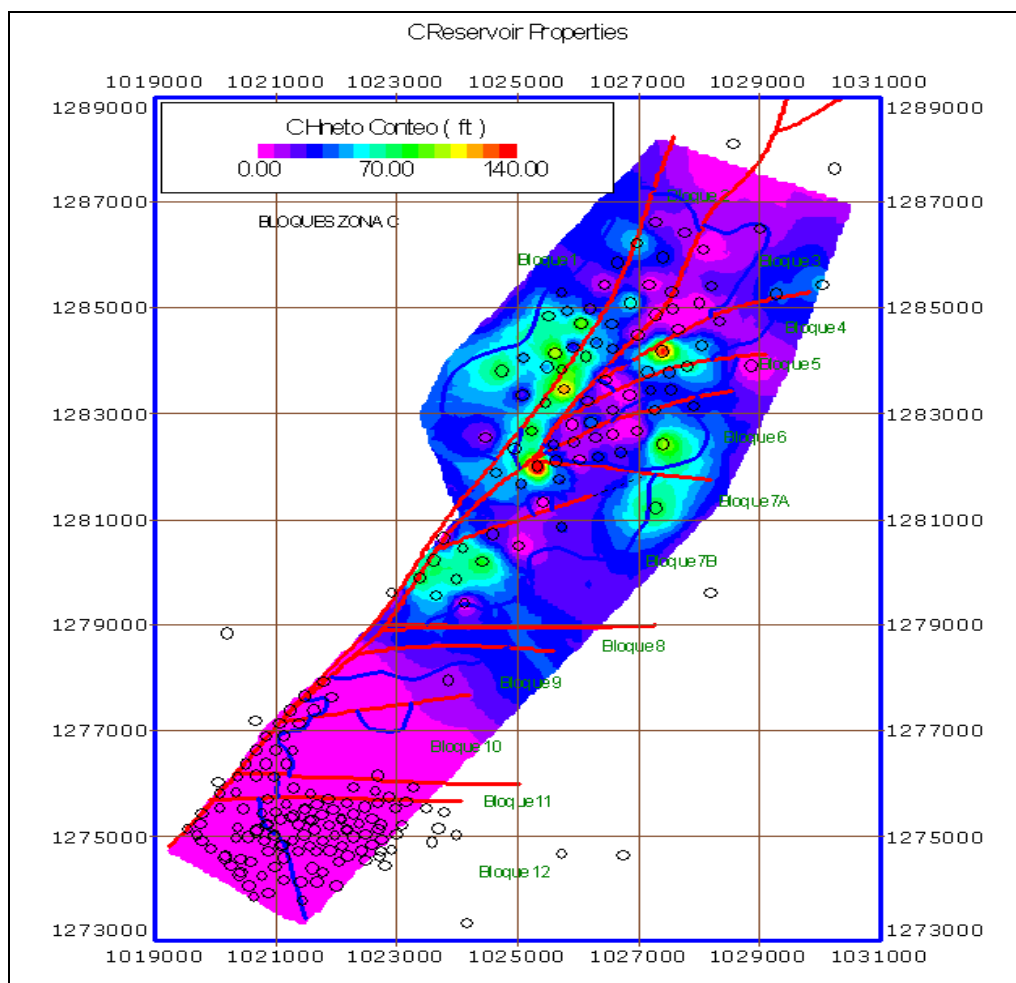 C Reservoir Properties
1019000 1021000 1023000 1025000 1027000 1029000 1031000
1289000 1289000
C Hneto Conteo ( ft )
0.00 70.00 140.00
1287000 1287000
BLOQUES ZONA C
Bloque 2
Bloque 1 Bloque 3
1285000 1285000
Bloque 4
Bloque 5
1283000 1283000
Bloque 6
Bloque 7A
1281000 1281000
Bloque 7B
1279000 1279000
Bloque 8
Bloque 9
1277000 1277000
Bloque 10
Bloque 11
1275000 1275000
Bloque 12
1273000 1273000
1019000 1021000 1023000 1025000 1027000 1029000 1031000